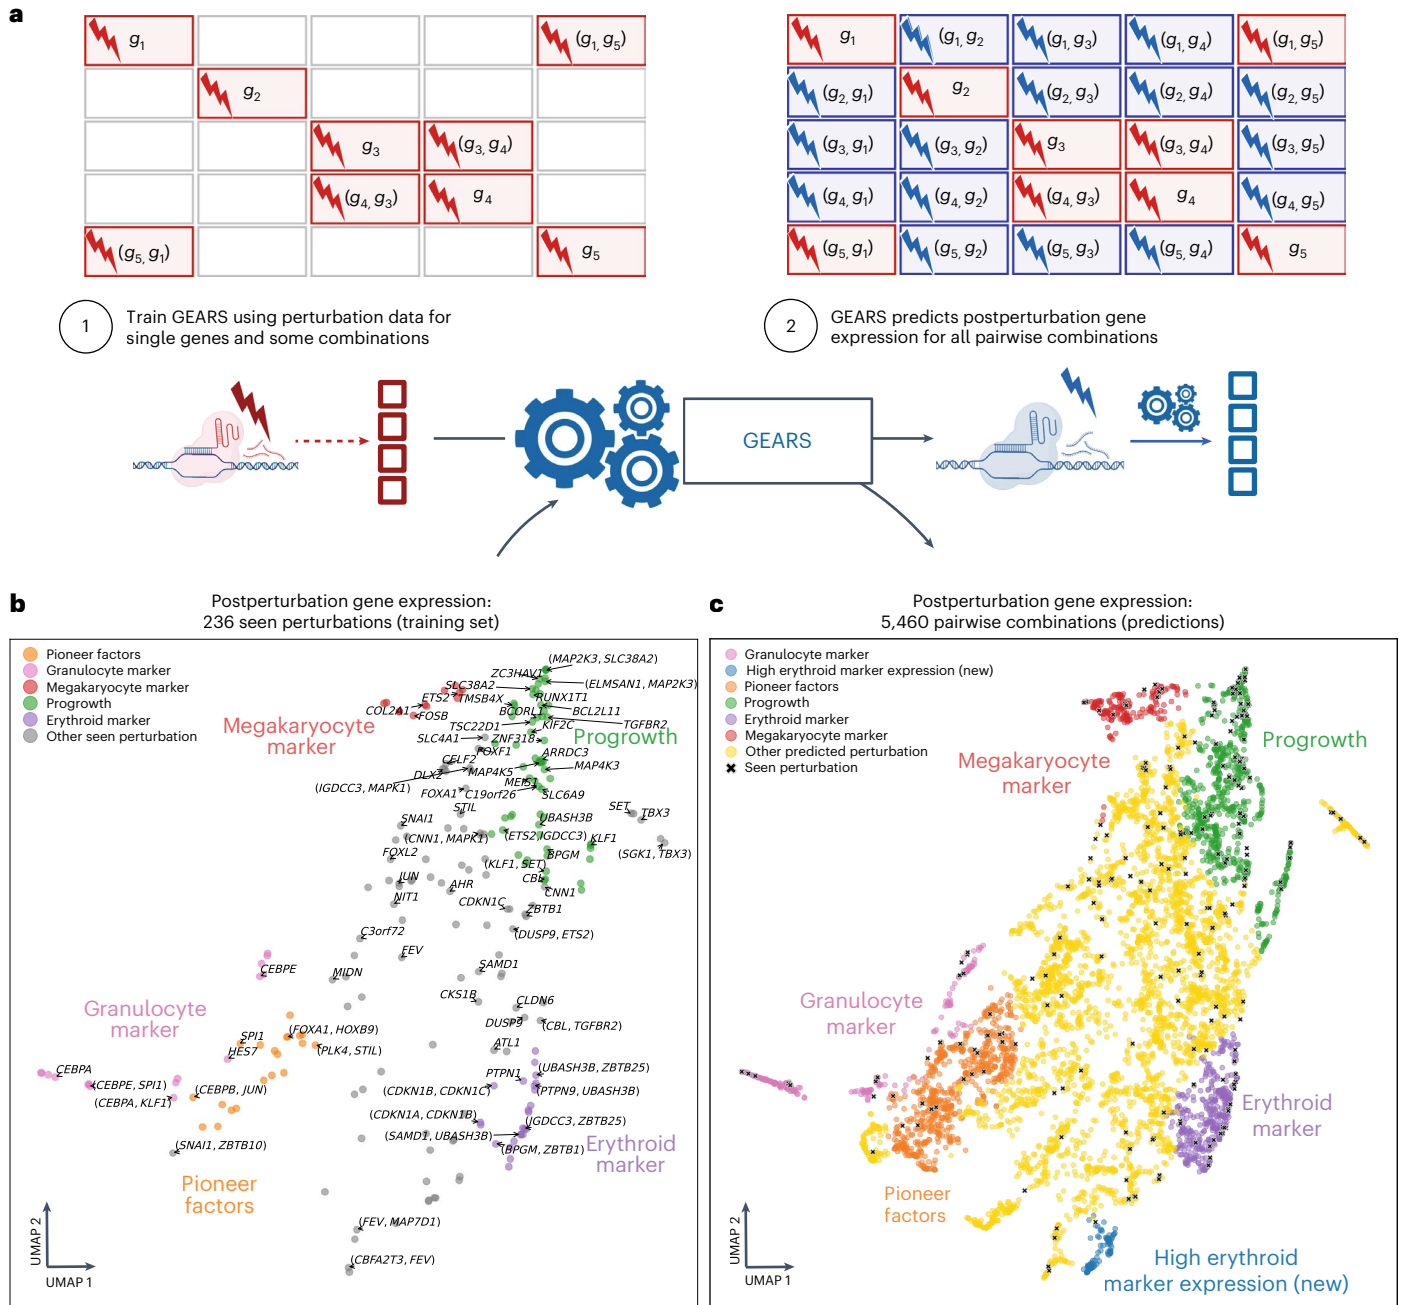 a
g1
(g1, g5)
g2
g3
(g3, g4)
(g4, g3)
g4
(g5, g1)
g5
g1
(g1, g2
(g1, g3)
(g1, g4)
(g1, g5)
(g2, g1)
g2
(g2, g3)
(g2, g4)
(g2, g5)
(g3, g1)
(g3, g2)
g3
(g3, g4)
(g3, g5)
(g4, g1)
(g4, g2)
(g4, g3)
g4
(g4, g5)
(g5, g1)
(g5, g2)
(g5, g3)
(g5, g4)
g5
1
Train GEARS using perturbation data for
single genes and some combinations
2
GEARS predicts postperturbation gene
expression for all pairwise combinations
GEARS
b
Postperturbation gene expression:
236 seen perturbations (training set)
Pioneer factors
Granulocyte marker
Megakaryocyte marker
Progrowth
Erythroid marker
Other seen perturbation
(MAP2K3, SLC38A2)
ZC3HAV1
SLC38A2
(ELMSAN1, MAP2K3)
ETS2
TMSB4X
RUNX1T1
COL2A1
FOSB
BCORL1
BCL2L11
TSC22D1
KIF2C
TGFBR2
Megakaryocyte
marker
SLC4A1
ZNF318
Progrowth
FOXF1
ARRDC3
CELF2
DLX2
MAP4K5
MAP4K3
(IGDCC3, MAPK1)
MEIS1
FOXA1
C19orf26
SLC6A9
STIL
SET
TBX3
SNAI1
UBASH3B
(CNN1, MAPK1)
(ETS2, IGDCC3)
KLF1
FOXL2
BPGM
(SGK1, TBX3)
(KLF1, SET)
JUN
AHR
CBL
NIT1
CNN1
CDKN1C
ZBTB1
C3orf72
(DUSP9, ETS2)
FEV
CEBPE
MIDN
SAMD1
Granulocyte
marker
CKS1B
CLDN6
DUSP9
(CBL, TGFBR2)
SPI1
(FOXA1, HOXB9)
HES7
(PLK4, STIL)
ATL1
CEBPA
PTPN1
(UBASH3B, ZBTB25)
(CEBPE, SPI1)
(CEBPB, JUN)
(CDKN1B, CDKN1C)
(PTPN9, UBASH3B)
(CEBPA, KLF1)
(CDKN1A, CDKN1B)
IGDCC3, ZBTB25)
(SAMD1, UBASH3B)
(SNAI1, ZBTB10)
(BPGM, ZBTB1)
Erythroid
marker
Pioneer
factors
(FEV, MAP7D1)
(CBFA2T3, FEV)
UMAP 2
UMAP 1
c
Postperturbation gene expression:
5,460 pairwise combinations (predictions)
Granulocyte marker
High erythroid marker expression (new)
Pioneer factors
Progrowth
Erythroid marker
Megakaryocyte marker
Other predicted perturbation
Seen perturbation
Progrowth
Megakaryocyte
marker
Granulocyte
marker
Erythroid
marker
Pioneer
factors
High erythroid
marker expression (new)
UMAP 2
UMAP 1